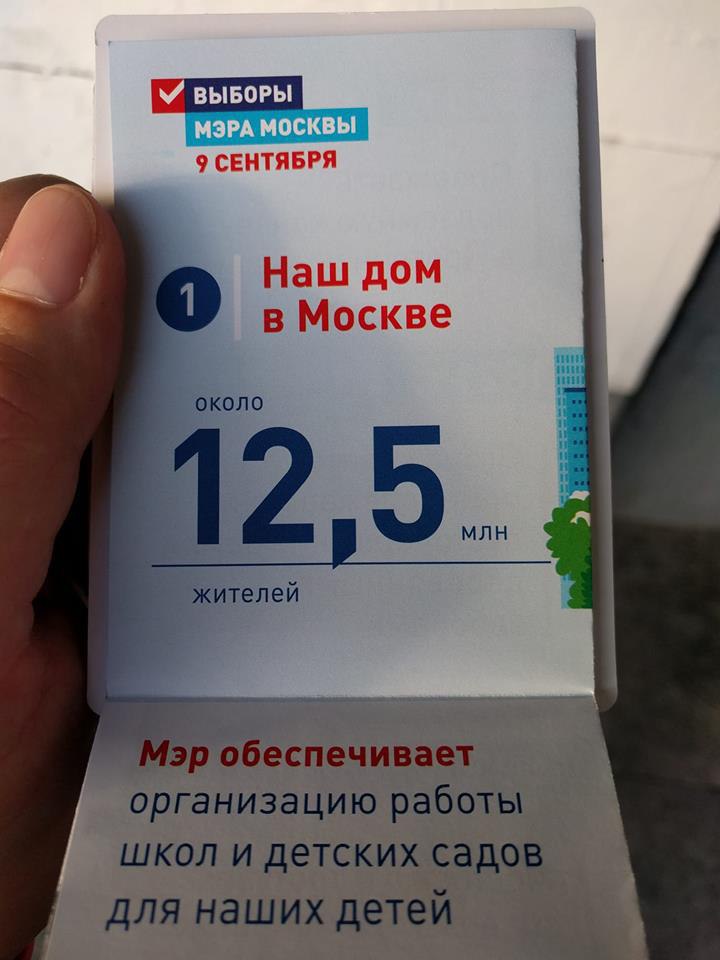 ВЫБОРЫ
МЭРА МОСКВЫ
9 СЕНТЯБРЯ
1
Наш дом
в Москве
около
12,5 млн
жителей
Мэр обеспечивает
организацию работы
школ и детских садов
для наших детей